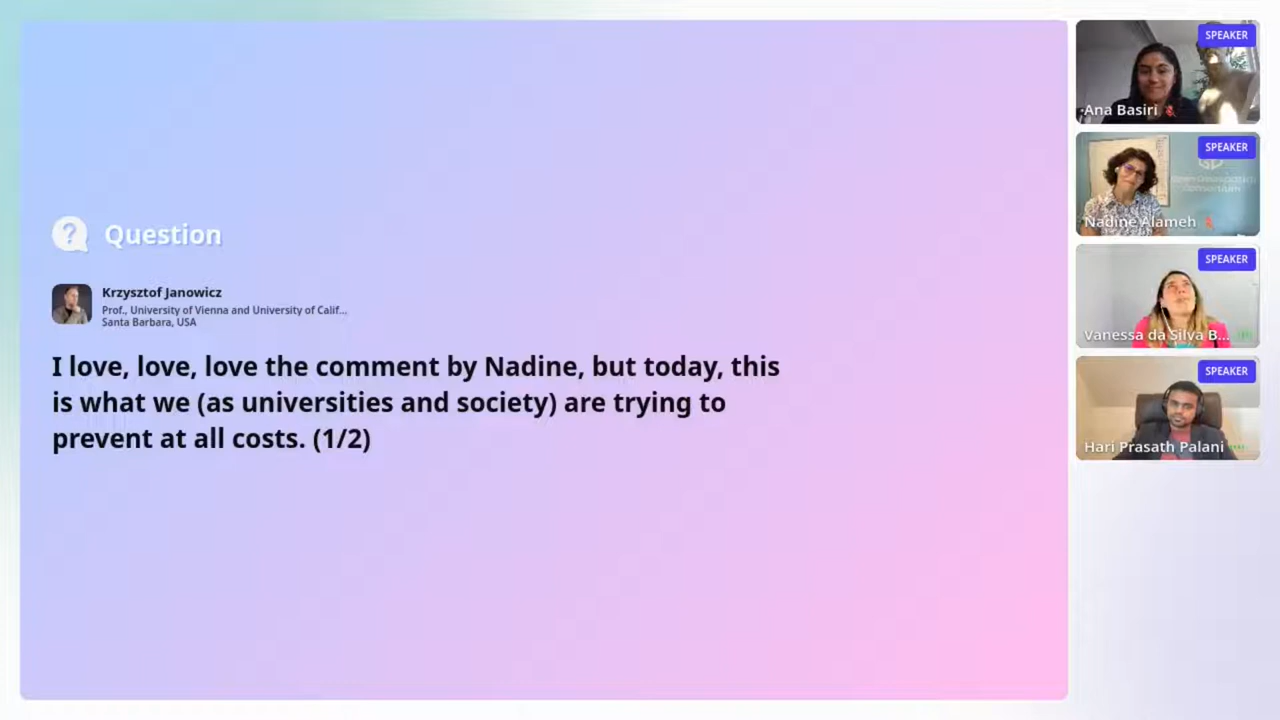 Question
Krzysztof Janowicz
Prof., University of Vienna and University of Calif...
Santa Barbara, USA
I love, love, love the comment by Nadine, but today, this
is what we (as universities and society) are trying to
prevent at all costs. (1/2)
SPEAKER
Ana Basiri
SPEAKER
Nadine Alameh
SPEAKER
Vanessa da Silva B...
SPEAKER
Hari Prasath Palani